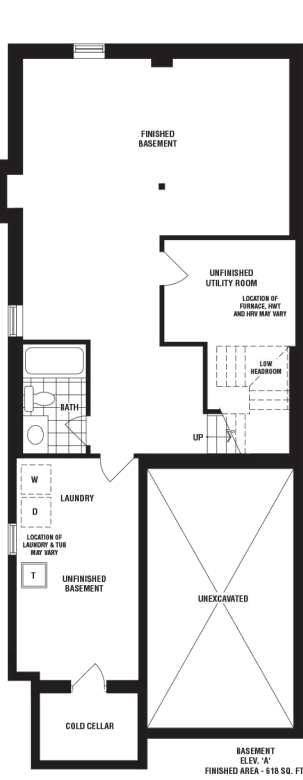 FINISHED
BASEMENT
UNFINISHED
UTILITY ROOM
LOCATION OF
FURNACE, HWT
AND HRV MAY VARY
LOW
HEADROOM
BATH
UP
W
LAUNDRY
D
LOCATION OF
LAUNDRY & TUB
MAY VARY
T
UNFINISHED
BASEMENT
UNEXCAVATED
COLD CELLAR
BASEMENT
ELEV. 'A'
FINISHED AREA - 618 SQ. FT